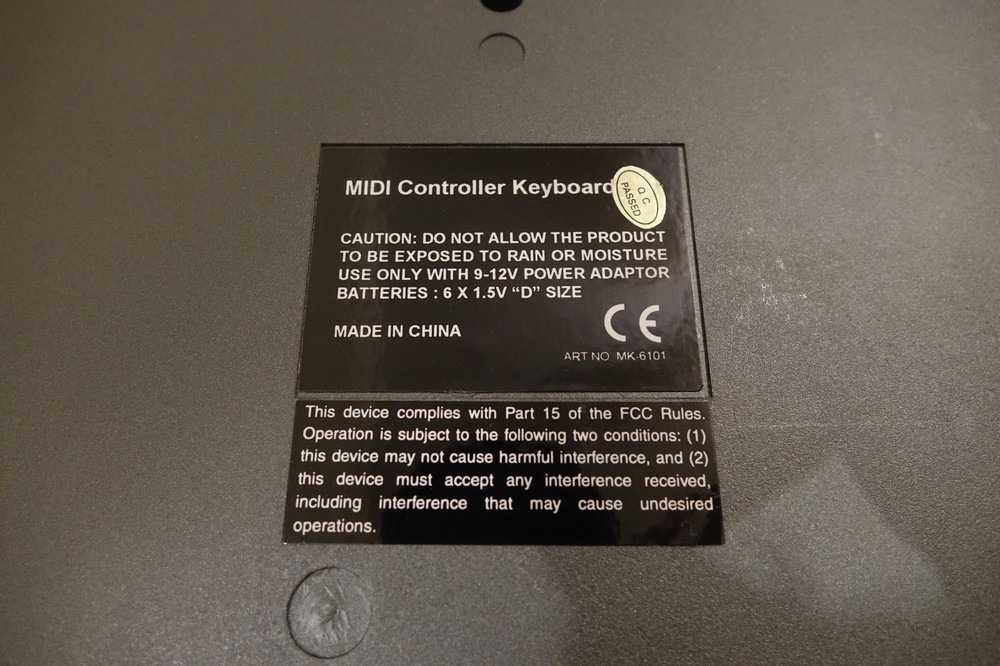 MIDI Controller Keyboard
Q.C.
PASSED
CAUTION: DO NOT ALLOW THE PRODUCT
TO BE EXPOSED TO RAIN OR MOISTURE
USE ONLY WITH 9-12V POWER ADAPTOR
BATTERIES : 6 X 1.5V “D” SIZE
MADE IN CHINA
CE
ART NO MK-6101
This device complies with Part 15 of the FCC Rules.
Operation is subject to the following two conditions: (1)
this device may not cause harmful interference, and (2)
this device must accept any interference received,
including interference that may cause undesired
operations.